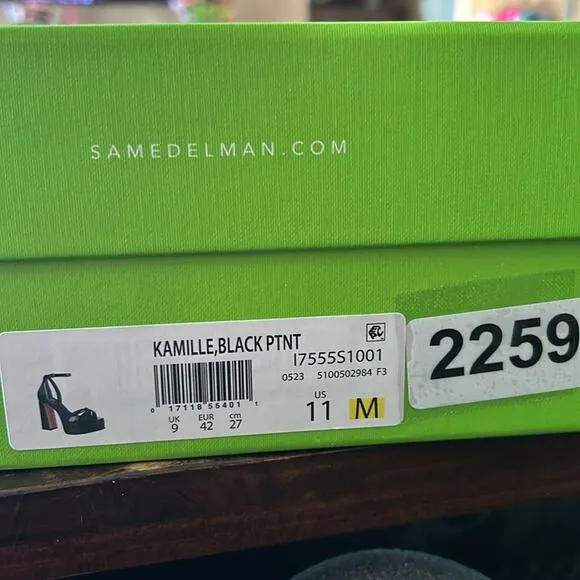 SAMEDELMAN.COM
KAMILLE,BLACK PTNT
I7555S1001
0523 5100502984 F3
0 17118 55401 1
UK EUR cm
9 42 27
US
11 M
2259